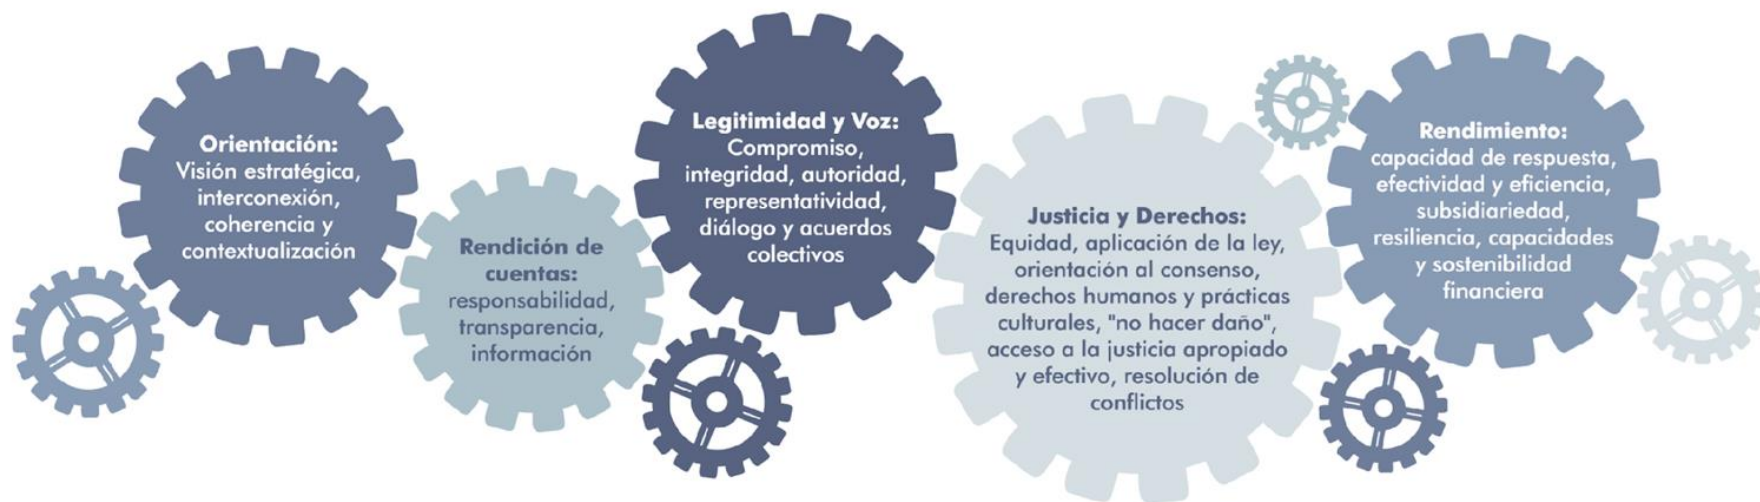 Orientación:
Visión estratégica,
interconexión,
coherencia y
contextualización
Rendición de
cuentas:
responsabilidad,
transparencia,
información
Legitimidad y Voz:
Compromiso,
integridad, autoridad,
representatividad,
diálogo y acuerdos
colectivos
Justicia y Derechos:
Equidad, aplicación de la ley,
orientación al consenso,
derechos humanos y prácticas
culturales, "no hacer daño",
acceso a la justicia apropiado
y efectivo, resolución de
conflictos
Rendimiento:
capacidad de respuesta,
efectividad y eficiencia,
subsidiariedad,
resiliencia, capacidades
y sostenibilidad
financiera